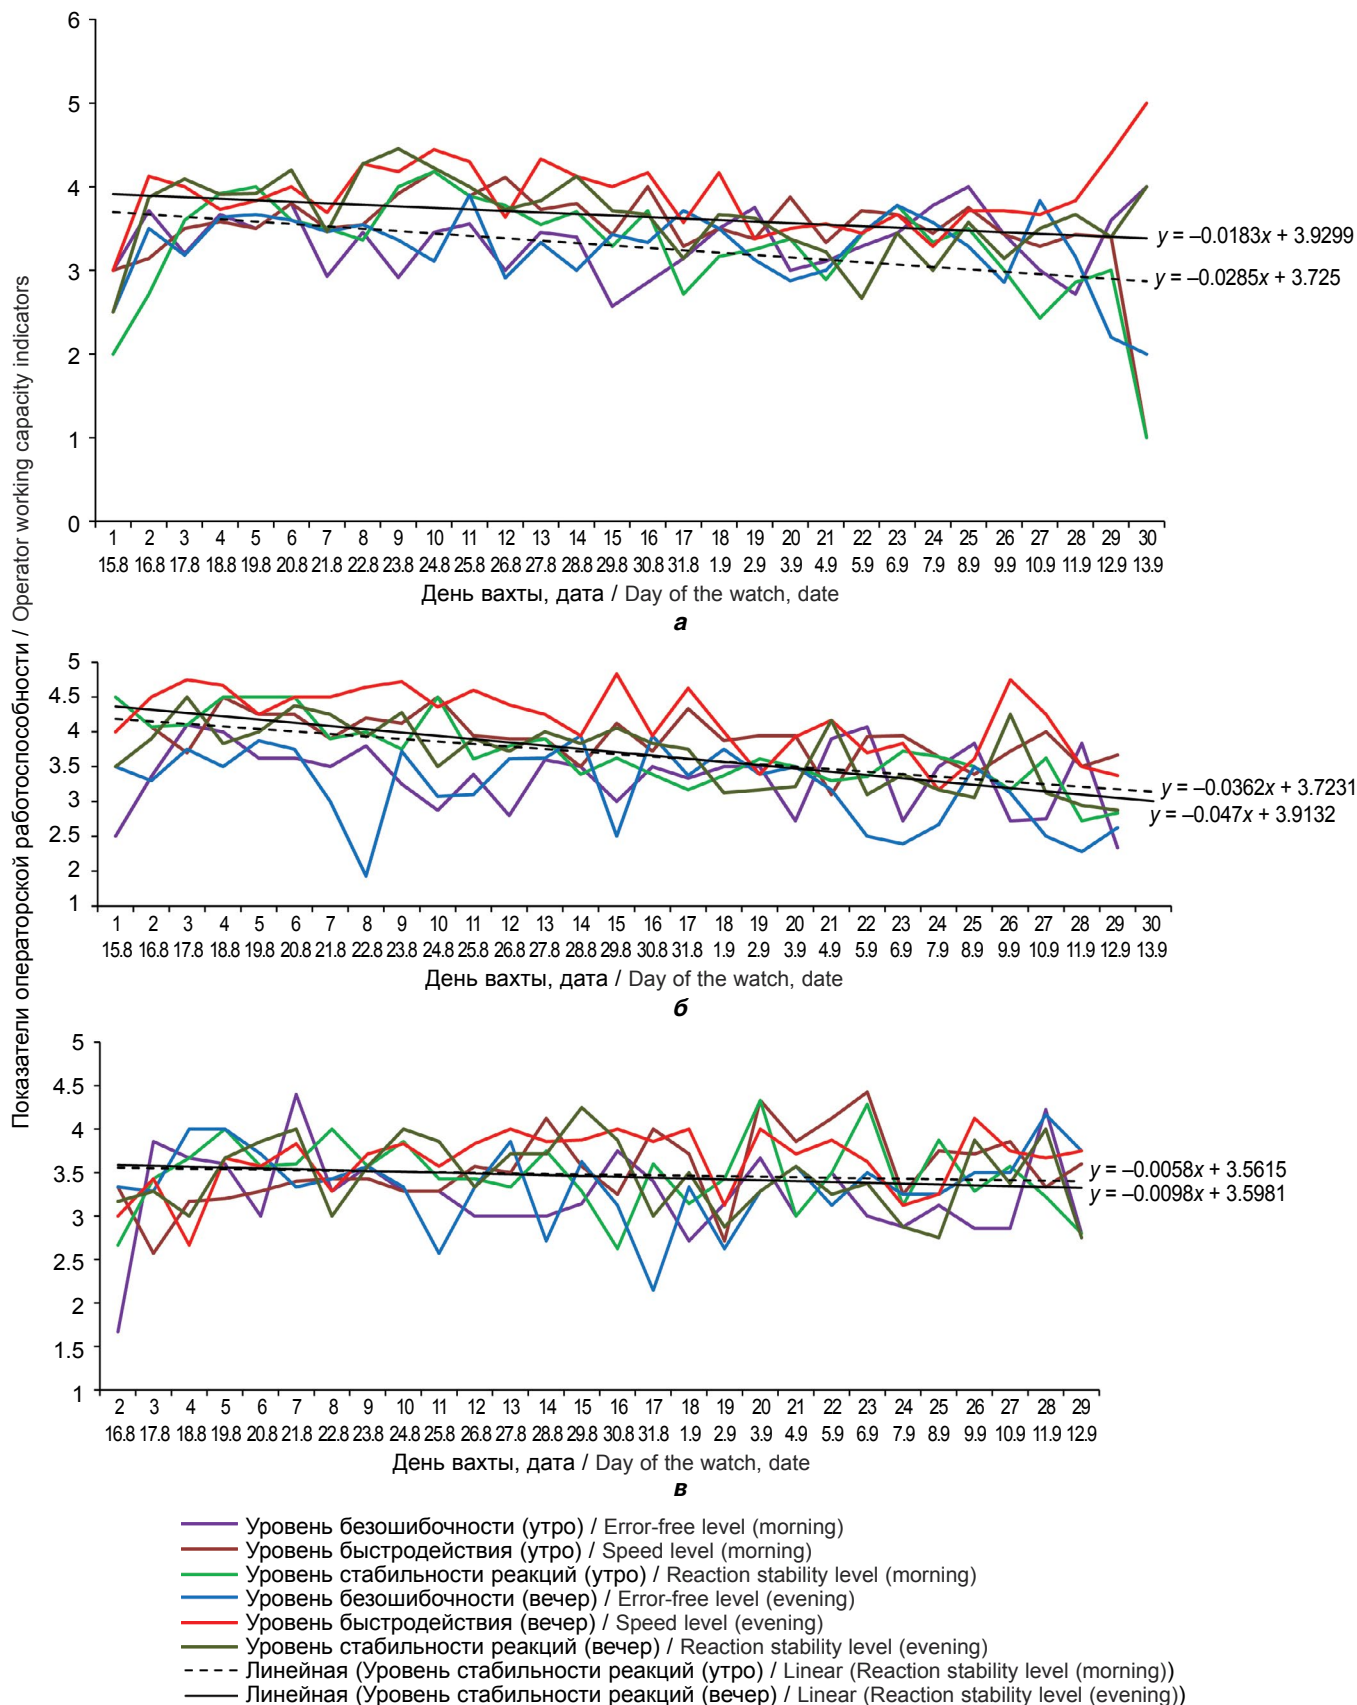 Показатели операторской работоспособности / Operator working capacity indicators
6
5
4
3
2
1
0
y = –0.0183x + 3.9299
y = –0.0285x + 3.725
1 2 3 4 5 6 7 8 9 10 11 12 13 14 15 16 17 18 19 20 21 22 23 24 25 26 27 28 29 30
15.8 16.8 17.8 18.8 19.8 20.8 21.8 22.8 23.8 24.8 25.8 26.8 27.8 28.8 29.8 30.8 31.8 1.9 2.9 3.9 4.9 5.9 6.9 7.9 8.9 9.9 10.9 11.9 12.9 13.9
День вахты, дата / Day of the watch, date
а
5
4.5
4
3.5
3
2.5
2
1
y = –0.0362x + 3.7231
y = –0.047x + 3.9132
1 2 3 4 5 6 7 8 9 10 11 12 13 14 15 16 17 18 19 20 21 22 23 24 25 26 27 28 29 30
15.8 16.8 17.8 18.8 19.8 20.8 21.8 22.8 23.8 24.8 25.8 26.8 27.8 28.8 29.8 30.8 31.8 1.9 2.9 3.9 4.9 5.9 6.9 7.9 8.9 9.9 10.9 11.9 12.9 13.9
День вахты, дата / Day of the watch, date
б
5
4.5
4
3.5
3
2.5
2
1.5
1
y = –0.0058x + 3.5615
y = –0.0098x + 3.5981
2 3 4 5 6 7 8 9 10 11 12 13 14 15 16 17 18 19 20 21 22 23 24 25 26 27 28 29
16.8 17.8 18.8 19.8 20.8 21.8 22.8 23.8 24.8 25.8 26.8 27.8 28.8 29.8 30.8 31.8 1.9 2.9 3.9 4.9 5.9 6.9 7.9 8.9 9.9 10.9 11.9 12.9
День вахты, дата / Day of the watch, date
в
Уровень безошибочности (утро) / Error-free level (morning)
Уровень быстродействия (утро) / Speed level (morning)
Уровень стабильности реакций (утро) / Reaction stability level (morning)
Уровень безошибочности (вечер) / Error-free level (evening)
Уровень быстродействия (вечер) / Speed level (evening)
Уровень стабильности реакций (вечер) / Reaction stability level (evening)
Линейная (Уровень стабильности реакций (утро) / Linear (Reaction stability level (morning))
Линейная (Уровень стабильности реакций (вечер) / Linear (Reaction stability level (evening))